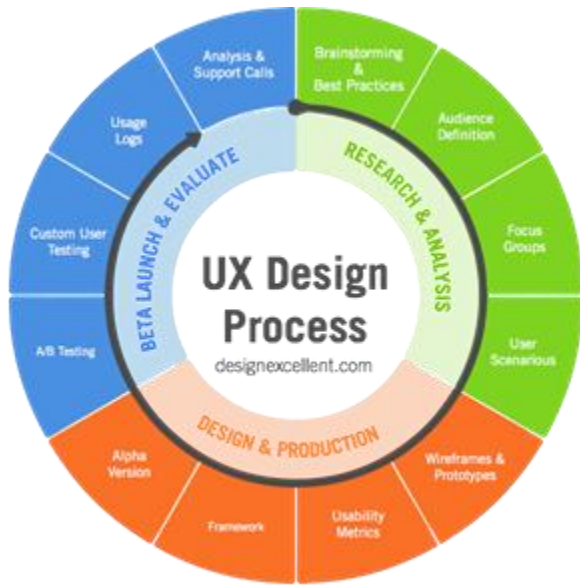 UX Design
Process
designexcellent.com
RESEARCH & ANALYSIS
Brainstorming
&
Best Practices
Audience
Definition
Focus
Groups
User
Scenarious
DESIGN & PRODUCTION
Wireframes &
Prototypes
Usability
Metrics
Framework
Alpha
Version
BETA LAUNCH & EVALUATE
A/B Testing
Custom User
Testing
Usage
Logs
Analysis &
Support Calls